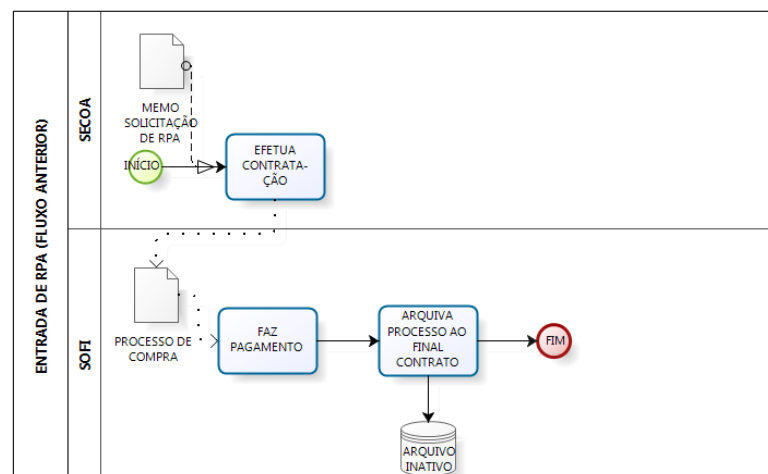 ENTRADA DE RPA (FLUXO ANTERIOR)
SECOA
MEMO
SOLICITAÇÃO
DE RPA
INÍCIO
EFETUA
CONTRATA-
ÇÃO
SOFI
PROCESSO DE
COMPRA
FAZ
PAGAMENTO
ARQUIVA
PROCESSO AO
FINAL
CONTRATO
FIM
ARQUIVO
INATIVO